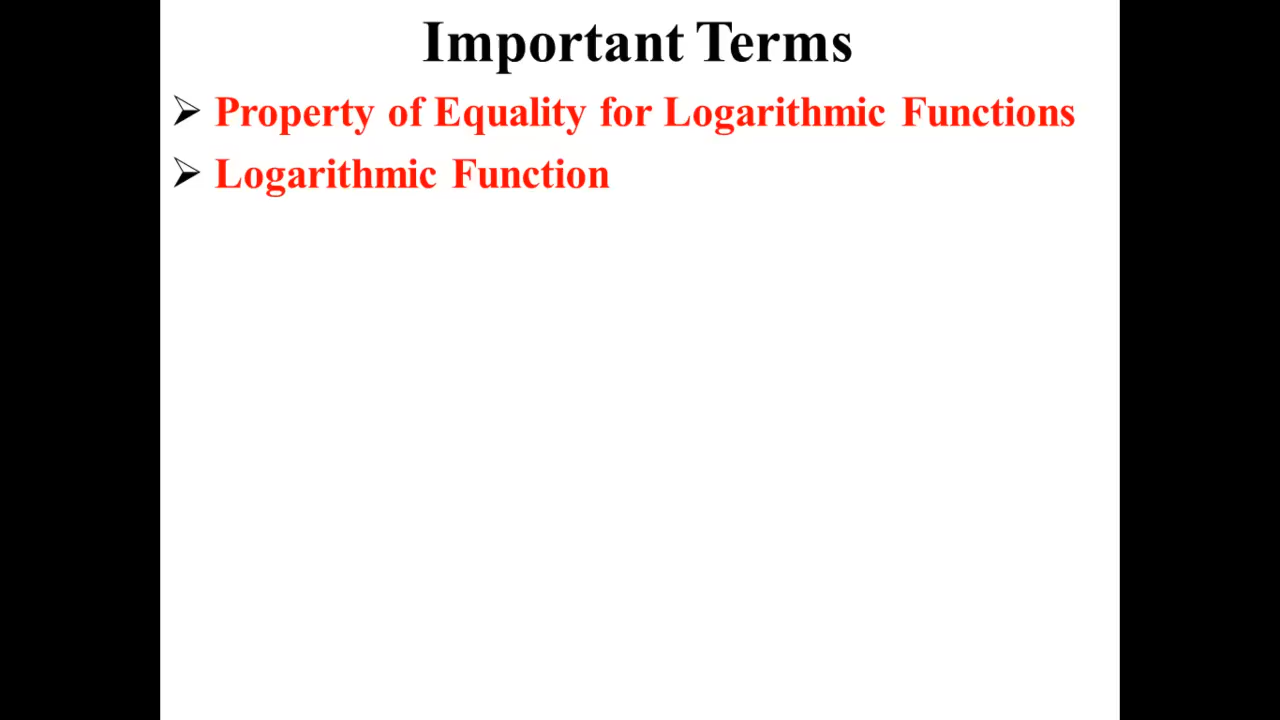 Important Terms
➢ Property of Equality for Logarithmic Functions
➢ Logarithmic Function